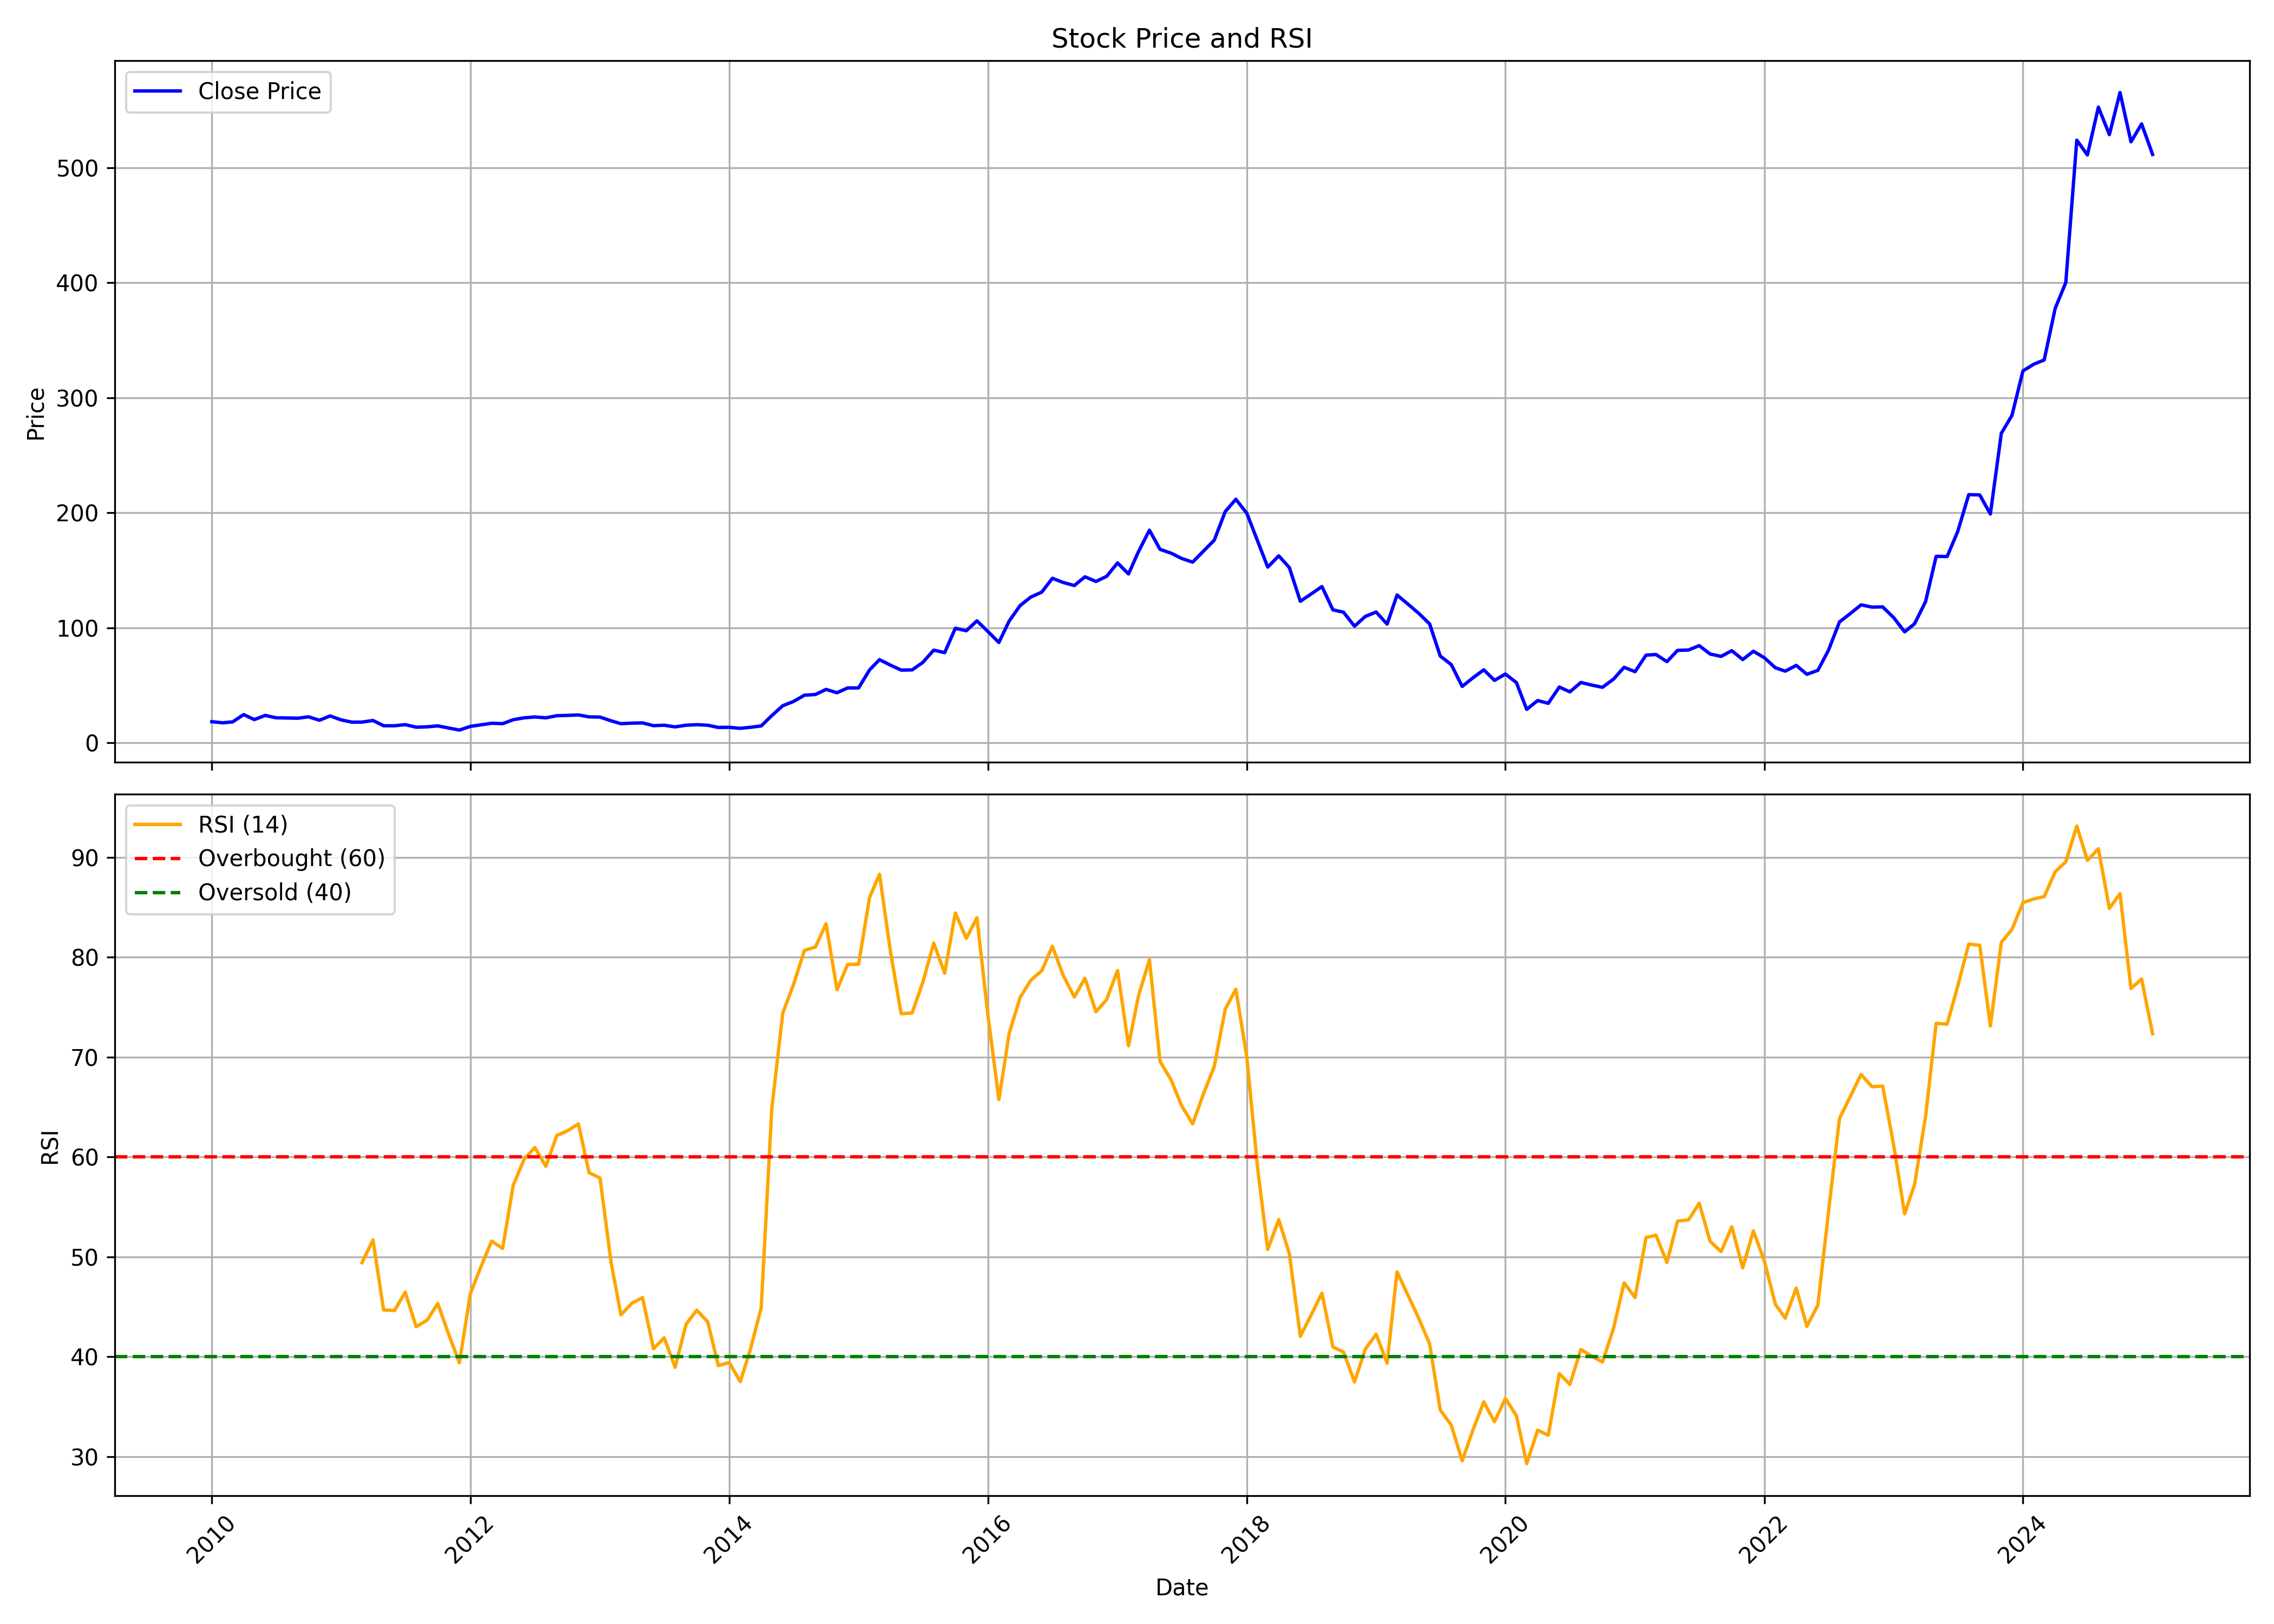 Stock Price and RSI
Close Price
Price
500
400
300
200
100
0
RSI (14)
Overbought (60)
Oversold (40)
RSI
90
80
70
60
50
40
30
2010
2012
2014
2016
2018
2020
2022
2024
Date